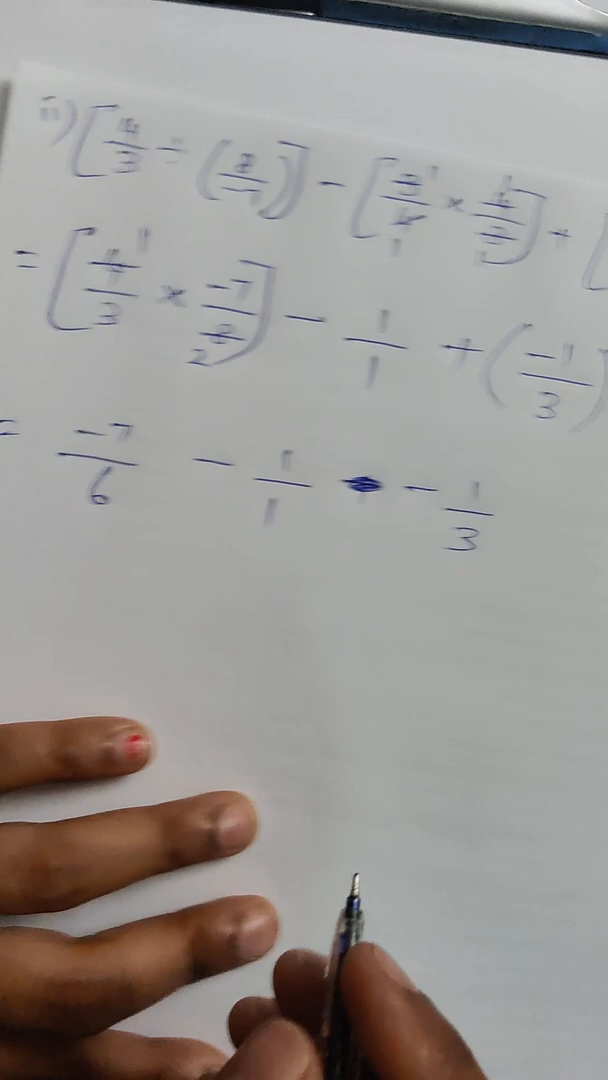 ii) [4/3 ÷ (8/-7)] - [3/4 × 4/3] + [
= [4/3 × -7/8] - 1/1 + (-1/3)
= -7/6 - 1/1 - 1/3